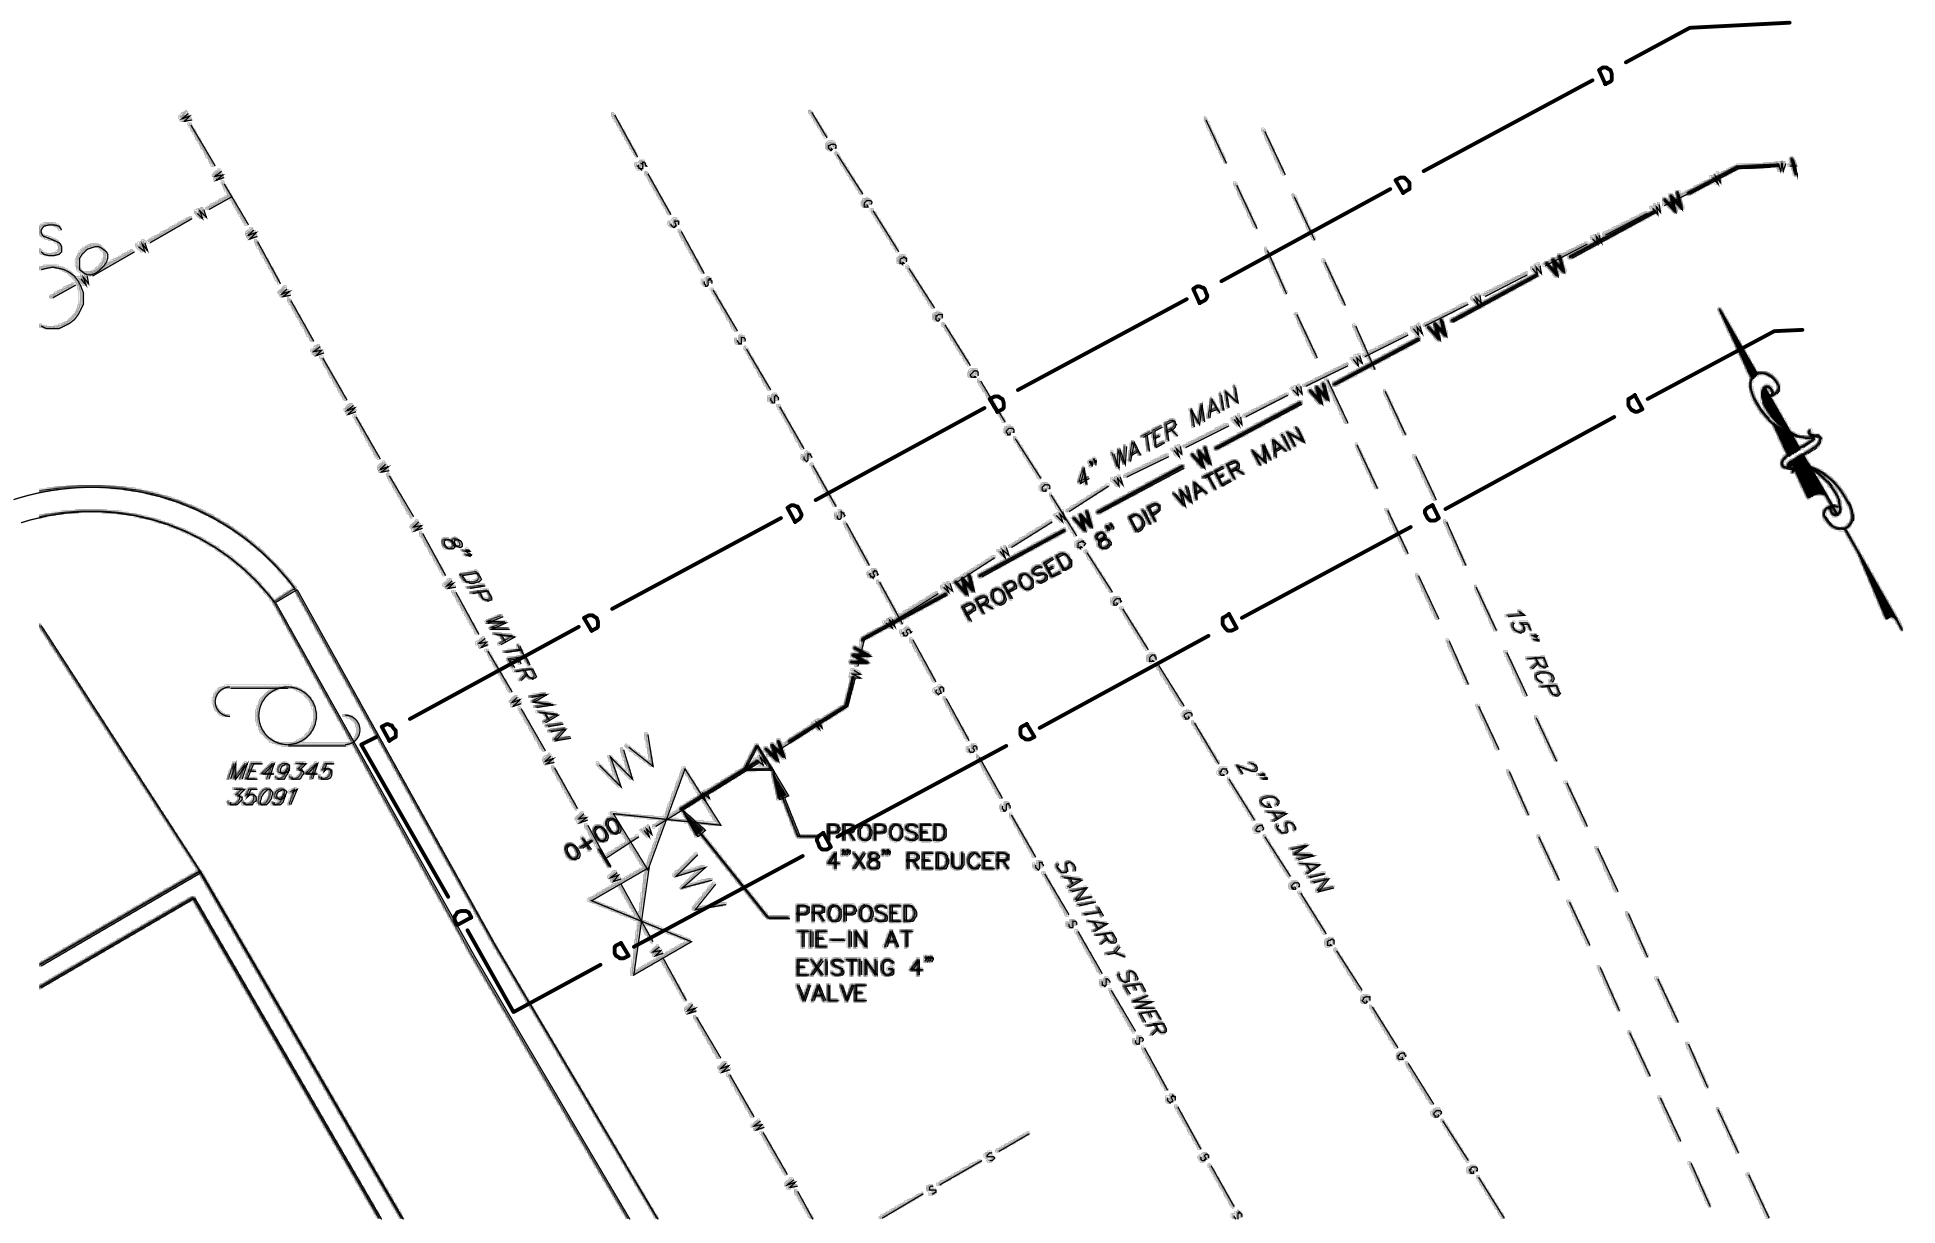 S
4" WATER MAIN
PROPOSED 8" DIP WATER MAIN
8" DIP WATER MAIN
15" RCP
ME49345
35091
WV
0+00
WV
2" GAS MAIN
PROPOSED
4"X8" REDUCER
SANITARY SEWER
PROPOSED
TIE-IN AT
EXISTING 4"
VALVE